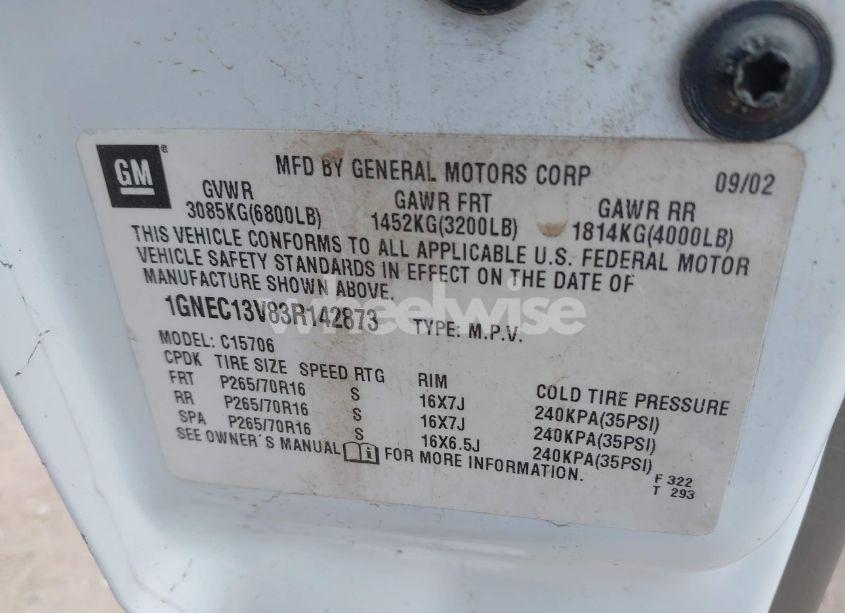 GM®
MFD BY GENERAL MOTORS CORP 09/02
GVWR GAWR FRT GAWR RR
3085KG(6800LB) 1452KG(3200LB) 1814KG(4000LB)
THIS VEHICLE CONFORMS TO ALL APPLICABLE U.S. FEDERAL MOTOR
VEHICLE SAFETY STANDARDS IN EFFECT ON THE DATE OF
MANUFACTURE SHOWN ABOVE.
1GNEC13V83R142873 TYPE: M.P.V.
wheelwise
MODEL: C15706
CPDK TIRE SIZE SPEED RTG RIM COLD TIRE PRESSURE
FRT P265/70R16 S 16X7J 240KPA(35PSI)
RR P265/70R16 S 16X7J 240KPA(35PSI)
SPA P265/70R16 S 16X6.5J 240KPA(35PSI)
SEE OWNER'S MANUAL FOR MORE INFORMATION.
F 322
T 293